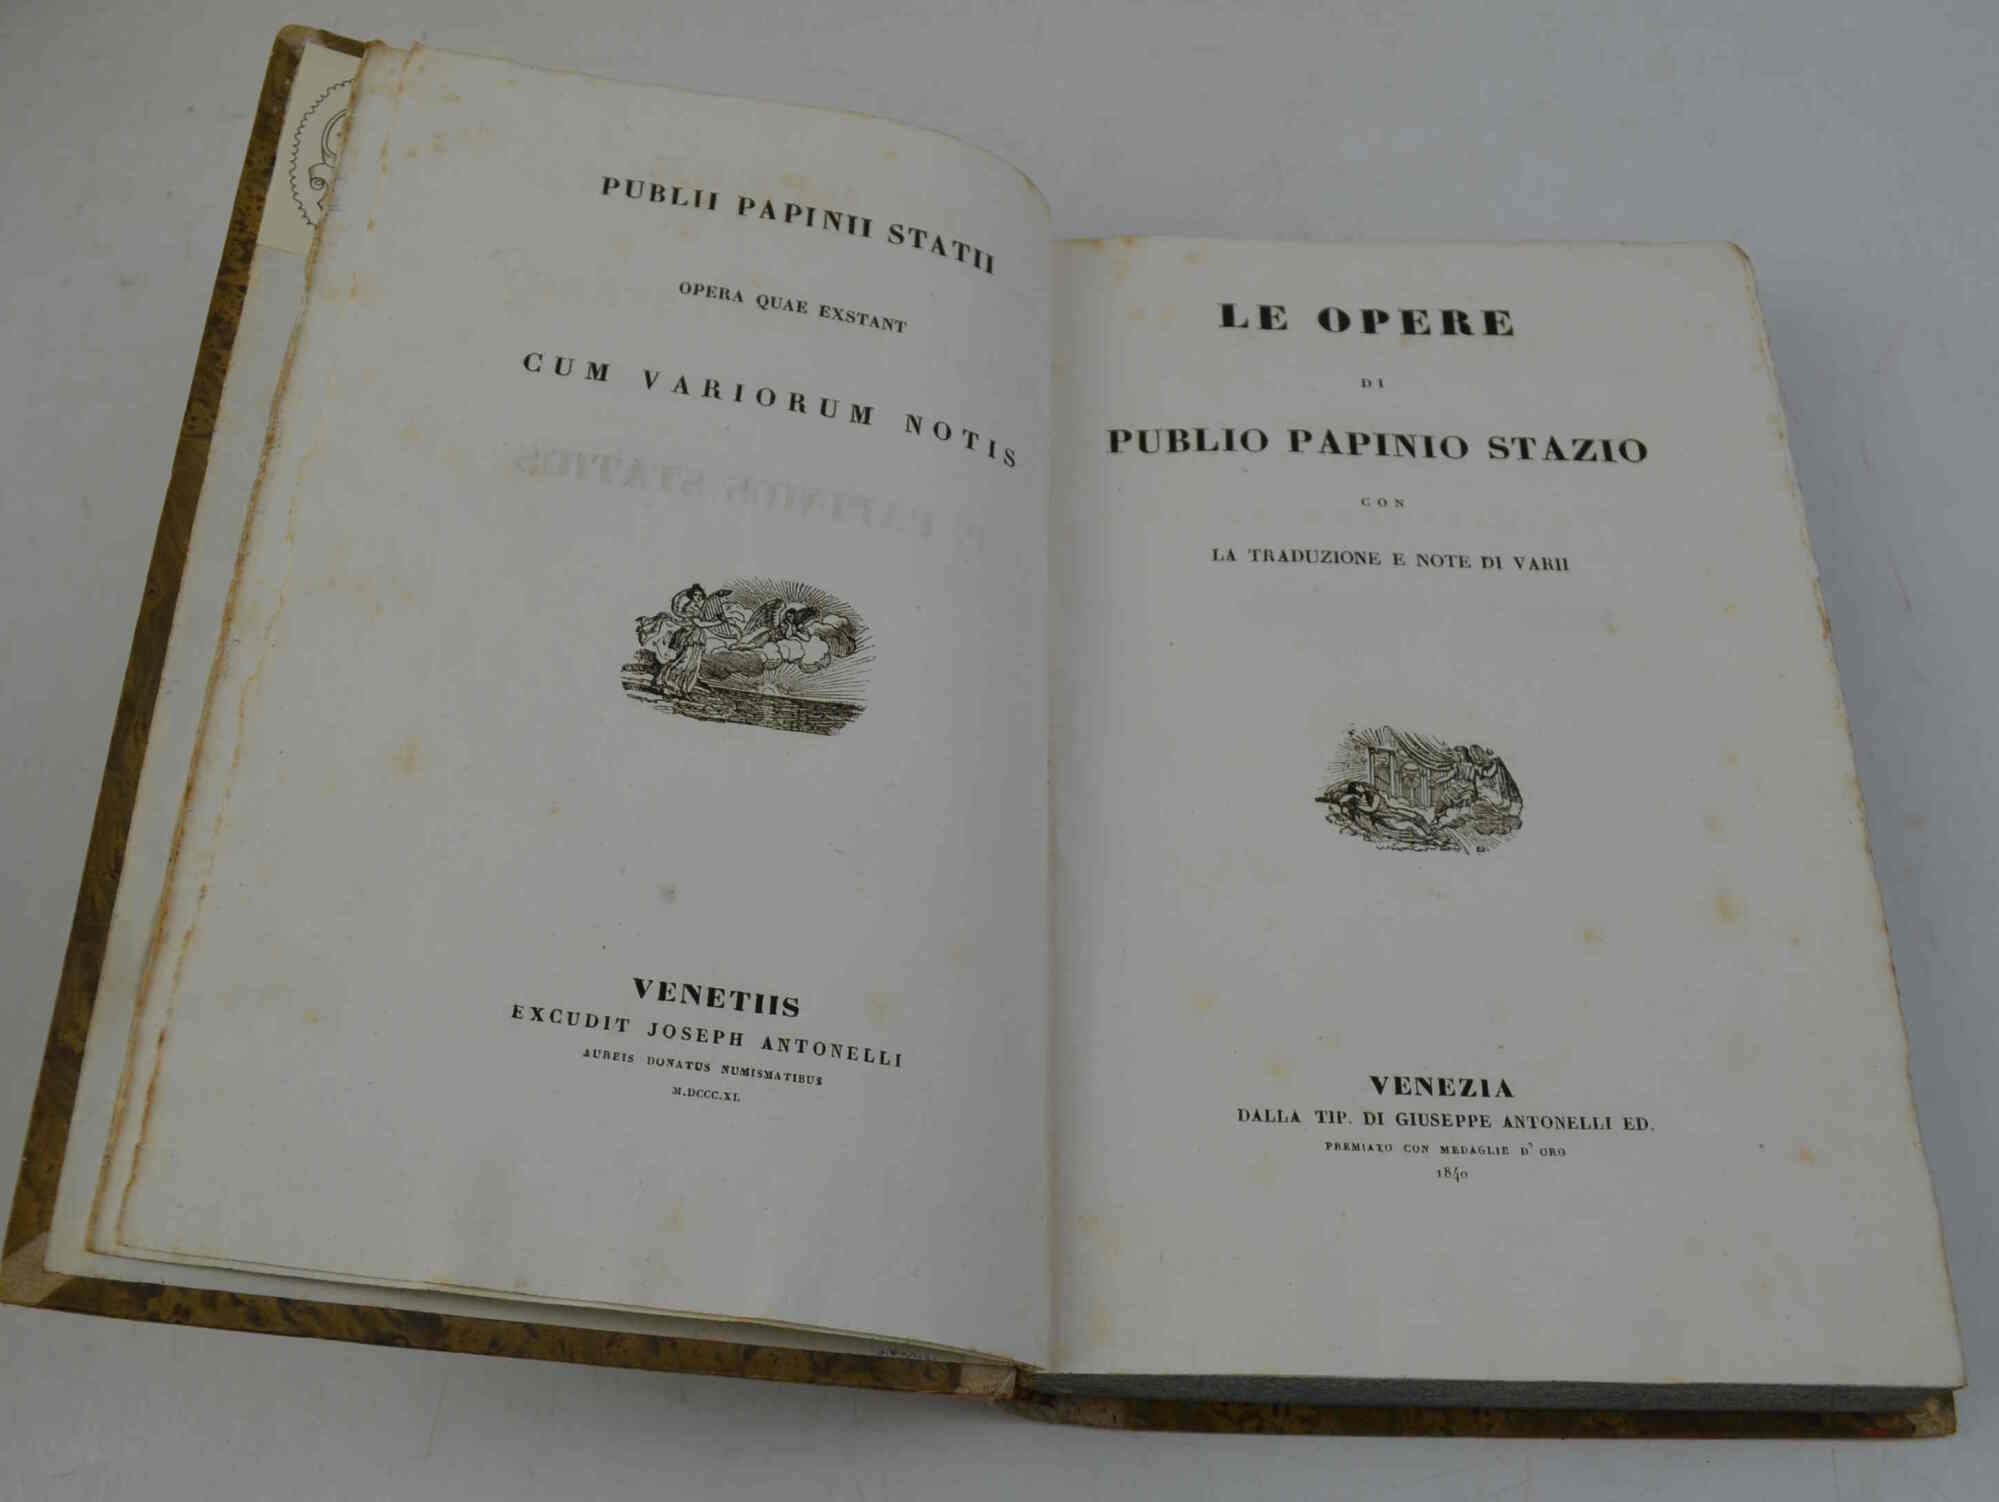 PUBLII PAPINII STATII
OPERA QUAE EXSTANT
CUM VARIORUM NOTIS
VENETIIS
EXCUDIT JOSEPH ANTONELLI
AUREIS DONATUS NUMISMATIBUS
M.DCCC.XL
LE OPERE
DI
PUBLIO PAPINIO STAZIO
CON
LA TRADUZIONE E NOTE DI VARII
VENEZIA
DALLA TIP. DI GIUSEPPE ANTONELLI ED.
PREMIATO CON MEDAGLIE D' ORO
1840